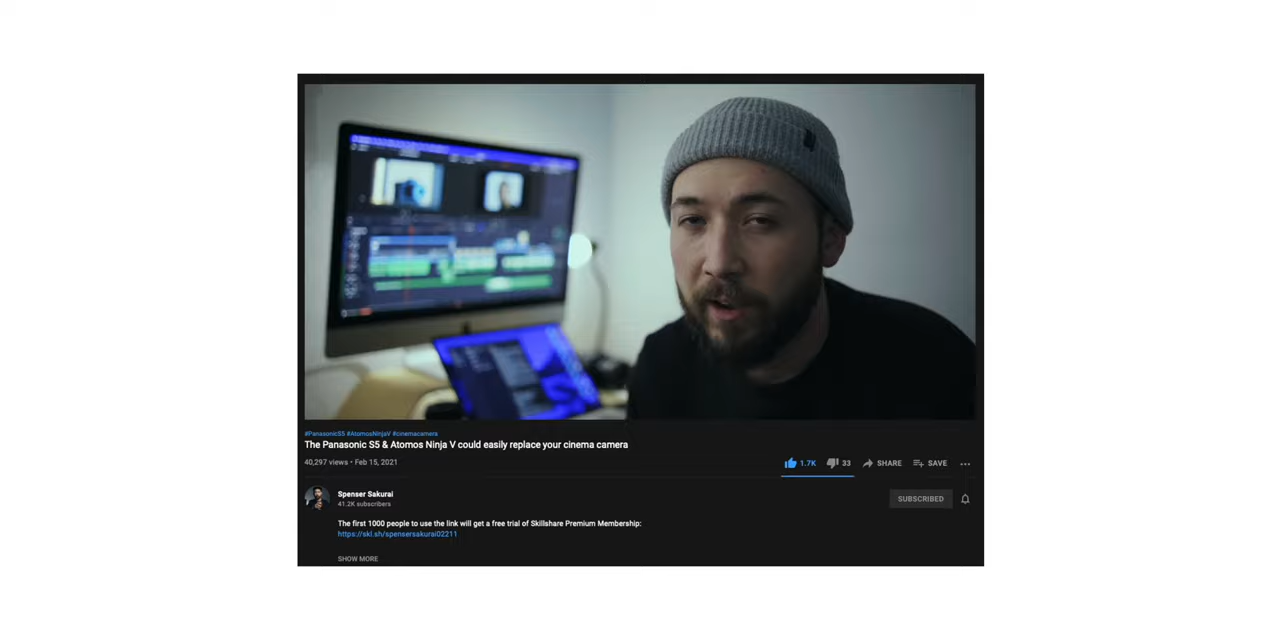 #PanasonicS5 #AtomosNinjaV #cinemacamera
The Panasonic S5 & Atomos Ninja V could easily replace your cinema camera
40,297 views • Feb 15, 2021
1.7K 33 SHARE SAVE
Spenser Sakurai
41.2K subscribers
SUBSCRIBED
The first 1000 people to use the link will get a free trial of Skillshare Premium Membership:
https://skl.sh/spensersakurai02211
SHOW MORE